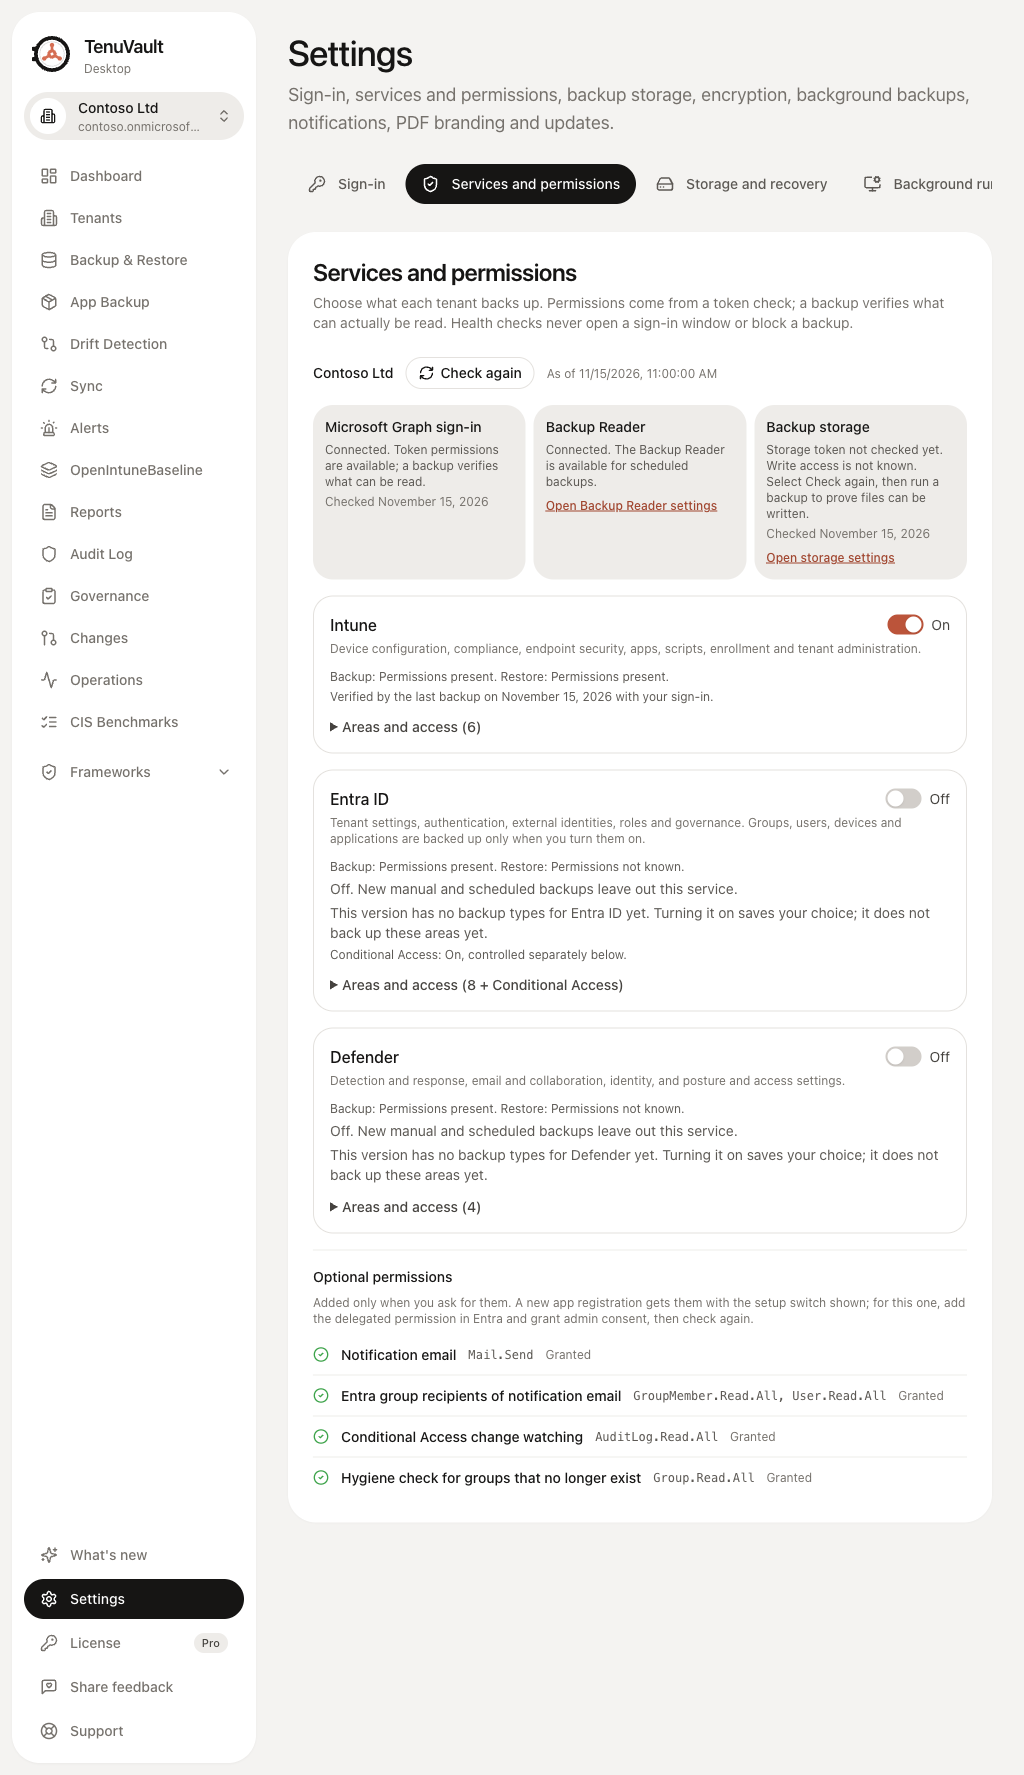 TenuVault
Desktop
Contoso Ltd
contoso.onmicrosof...
Dashboard
Tenants
Backup & Restore
App Backup
Drift Detection
Sync
Alerts
OpenIntuneBaseline
Reports
Audit Log
Governance
Changes
Operations
CIS Benchmarks
Frameworks
What's new
Settings
License
Pro
Share feedback
Support
Settings
Sign-in, services and permissions, backup storage, encryption, background backups,
notifications, PDF branding and updates.
Sign-in
Services and permissions
Storage and recovery
Background run
Services and permissions
Choose what each tenant backs up. Permissions come from a token check; a backup verifies what
can actually be read. Health checks never open a sign-in window or block a backup.
Contoso Ltd
Check again
As of 11/15/2026, 11:00:00 AM
Microsoft Graph sign-in
Connected. Token permissions
are available; a backup verifies
what can be read.
Checked November 15, 2026
Backup Reader
Connected. The Backup Reader
is available for scheduled
backups.
Open Backup Reader settings
Backup storage
Storage token not checked yet.
Write access is not known.
Select Check again, then run a
backup to prove files can be
written.
Checked November 15, 2026
Open storage settings
Intune
On
Device configuration, compliance, endpoint security, apps, scripts, enrollment and tenant administration.
Backup: Permissions present. Restore: Permissions present.
Verified by the last backup on November 15, 2026 with your sign-in.
Areas and access (6)
Entra ID
Off
Tenant settings, authentication, external identities, roles and governance. Groups, users, devices and
applications are backed up only when you turn them on.
Backup: Permissions present. Restore: Permissions not known.
Off. New manual and scheduled backups leave out this service.
This version has no backup types for Entra ID yet. Turning it on saves your choice; it does not
back up these areas yet.
Conditional Access: On, controlled separately below.
Areas and access (8 + Conditional Access)
Defender
Off
Detection and response, email and collaboration, identity, and posture and access settings.
Backup: Permissions present. Restore: Permissions not known.
Off. New manual and scheduled backups leave out this service.
This version has no backup types for Defender yet. Turning it on saves your choice; it does not
back up these areas yet.
Areas and access (4)
Optional permissions
Added only when you ask for them. A new app registration gets them with the setup switch shown; for this one, add
the delegated permission in Entra and grant admin consent, then check again.
Notification email Mail.Send Granted
Entra group recipients of notification email GroupMember.Read.All, User.Read.All Granted
Conditional Access change watching AuditLog.Read.All Granted
Hygiene check for groups that no longer exist Group.Read.All Granted